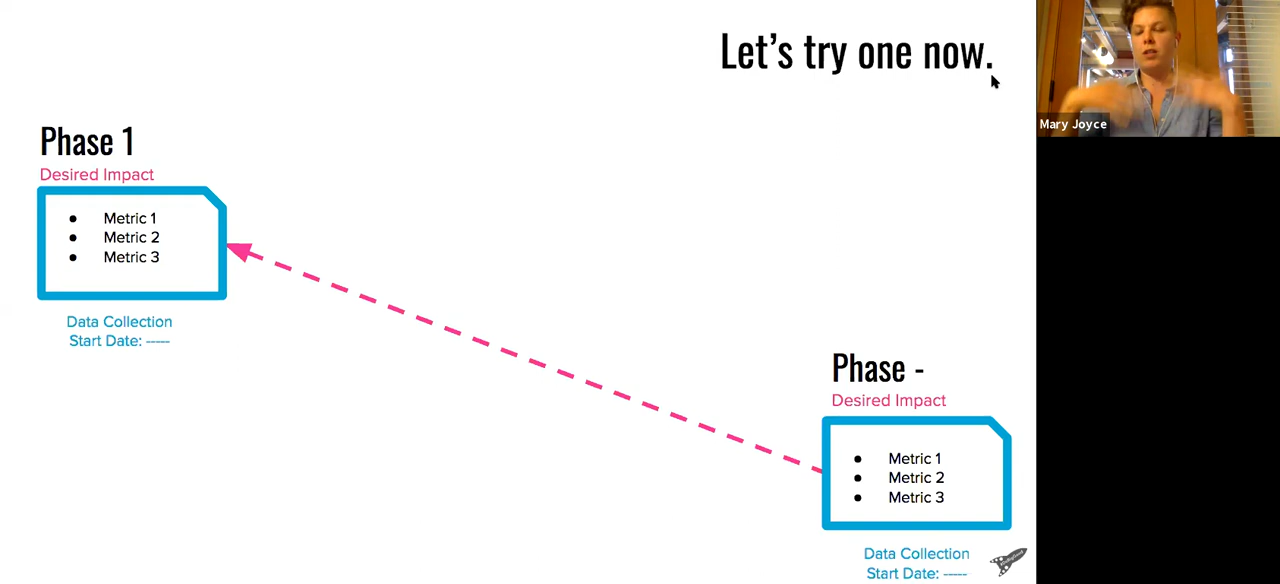 Let's try one now.
Mary Joyce
Phase 1
Desired Impact
● Metric 1
● Metric 2
● Metric 3
Data Collection
Start Date: -----
Phase -
Desired Impact
● Metric 1
● Metric 2
● Metric 3
Data Collection
Start Date: -----